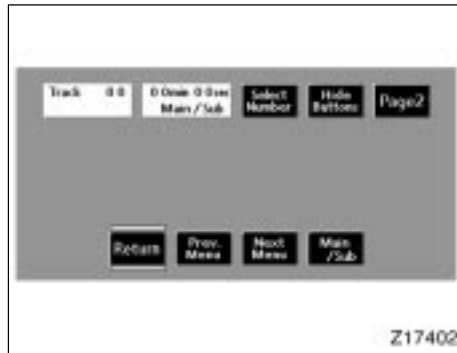 Track 0 0
0 0min 0 0sec
Main / Sub
Select
Number
Hide
Buttons
Page2
Return
Prev.
Menu
Next
Menu
Main
/Sub
Z17402